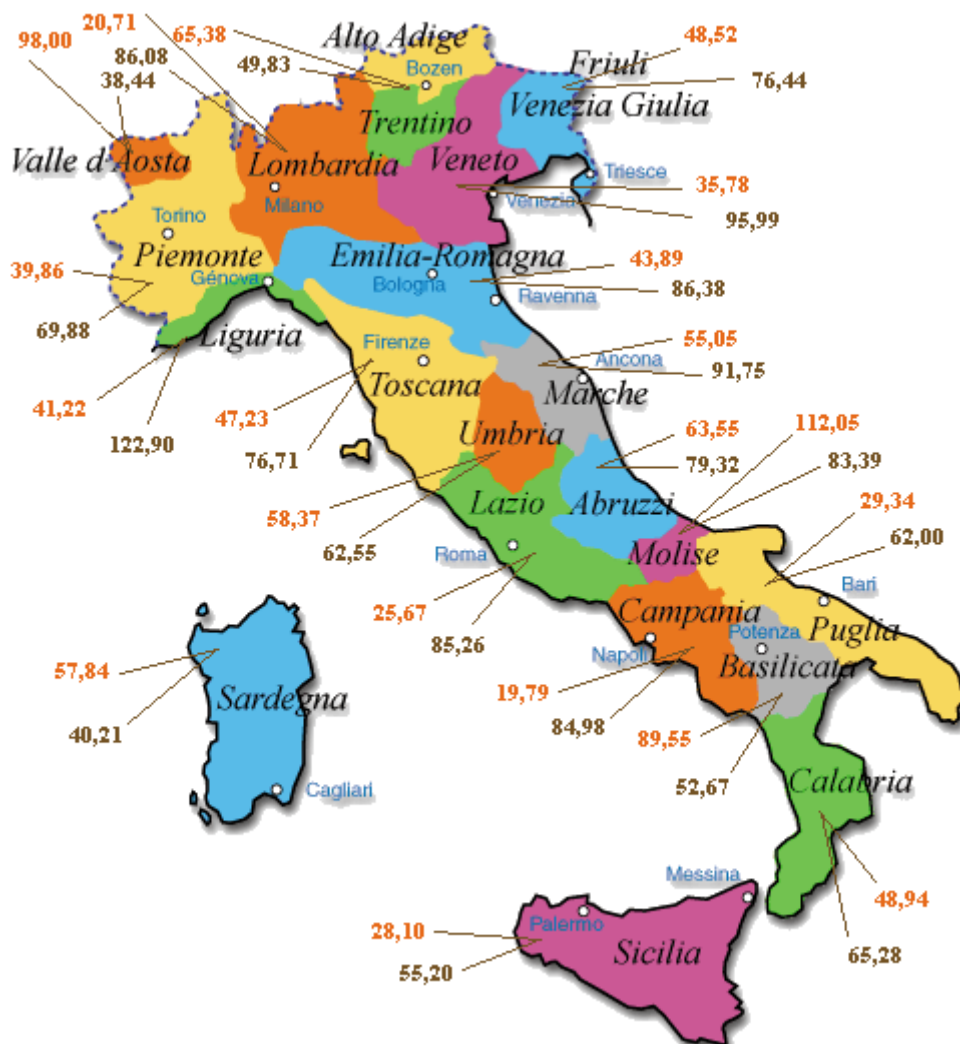 20,71
65,38
Alto Adige
48,52
98,00
86,08
49,83
Bozen
Friuli
76,44
38,44
Venezia Giulia
Trentino
Valle d'Aosta
Lombardia
Veneto
Triesce
35,78
Milano
Venezia
95,99
Torino
Piemonte
Emilia-Romagna
43,89
39,86
Génova
Bologna
86,38
Ravenna
69,88
Liguria
Firenze
55,05
Ancona
91,75
Toscana
Marche
41,22
47,23
122,90
76,71
Umbria
63,55
112,05
79,32
83,39
58,37
Lazio
Abruzzi
29,34
62,55
Roma
Molise
62,00
Bari
25,67
Campania
85,26
Napoli
Potenza
Puglia
57,84
Basilicata
Sardegna
19,79
40,21
84,98
89,55
52,67
Calabria
Cagliari
Messina
48,94
28,10
Palermo
Sicilia
65,28
55,20